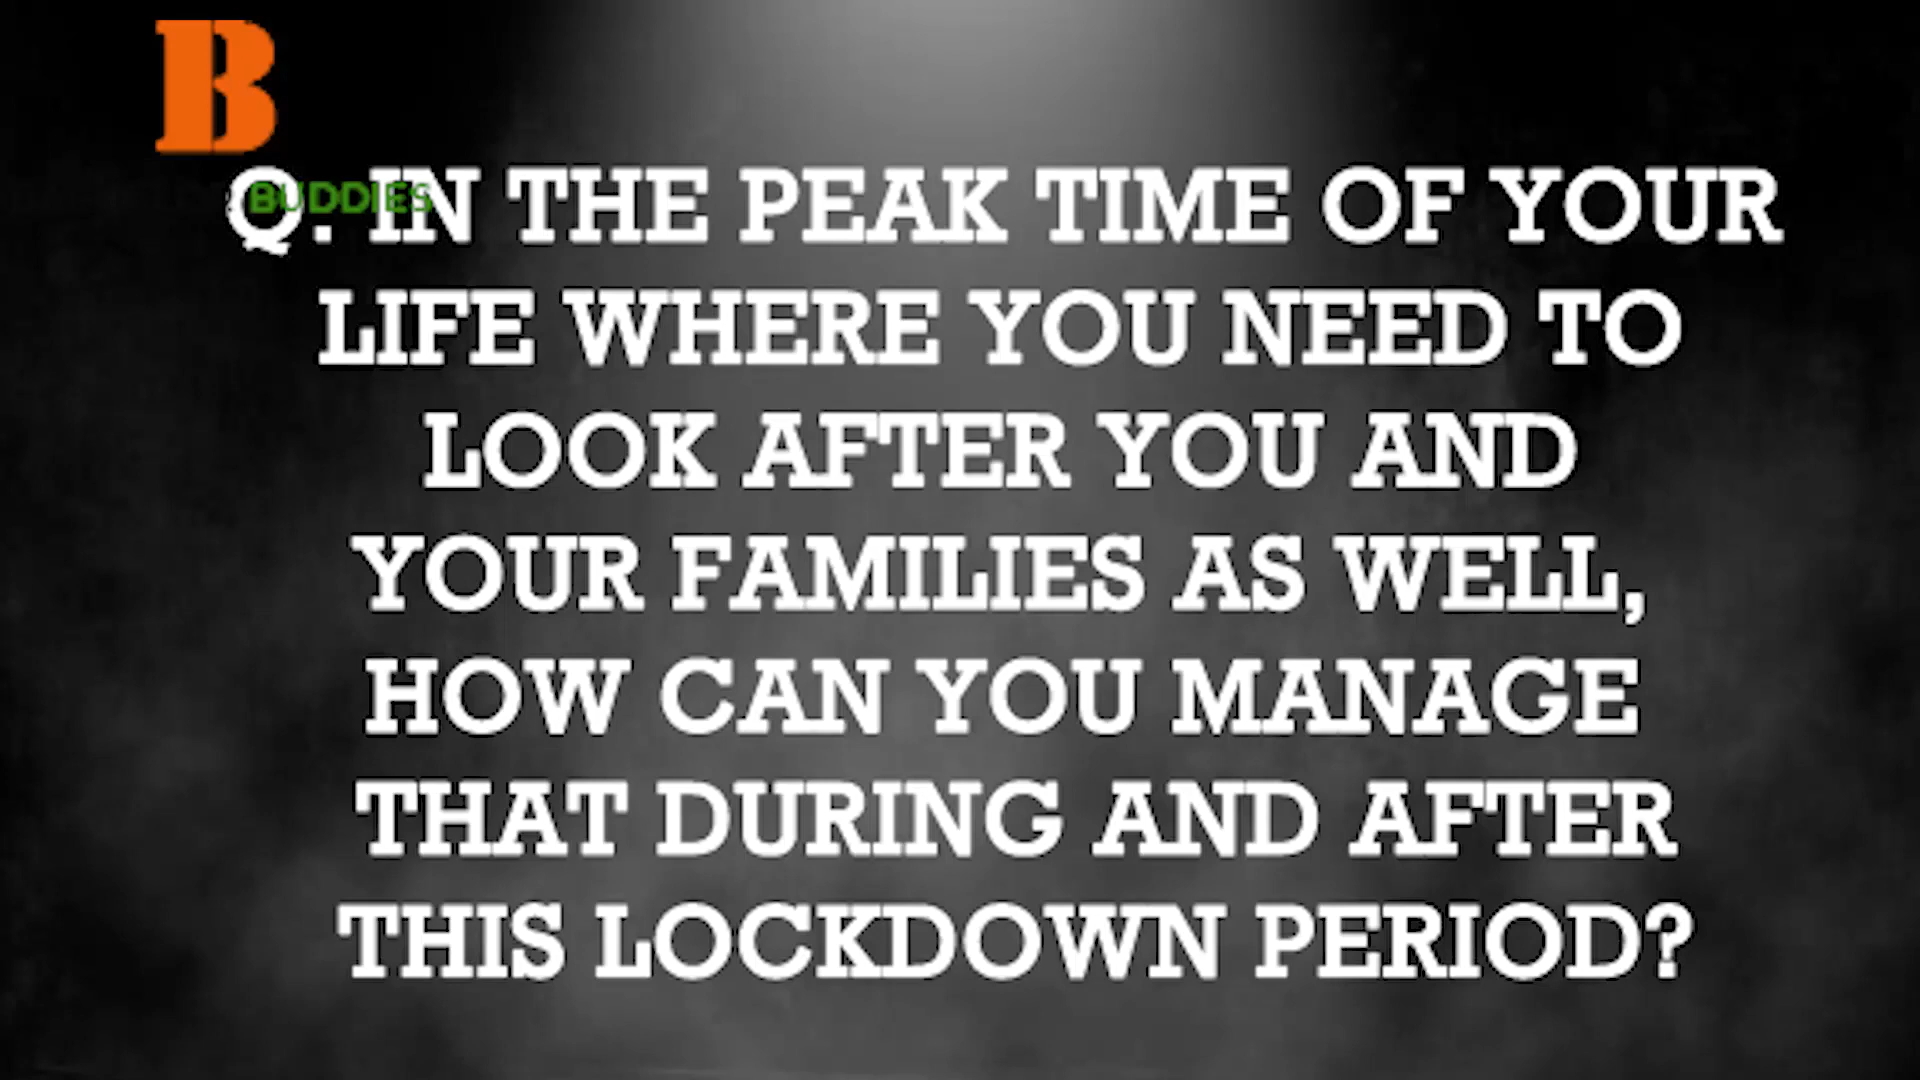 B
BUDDIES
Q. IN THE PEAK TIME OF YOUR
LIFE WHERE YOU NEED TO
LOOK AFTER YOU AND
YOUR FAMILIES AS WELL,
HOW CAN YOU MANAGE
THAT DURING AND AFTER
THIS LOCKDOWN PERIOD?